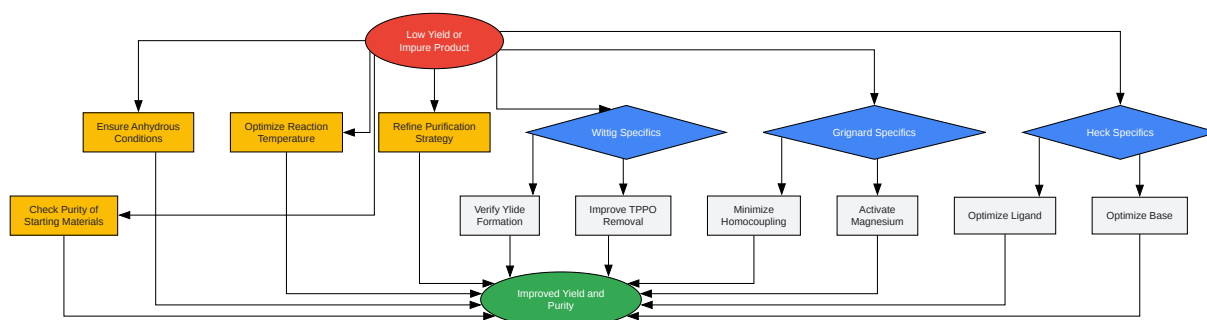 Low Yield or
Impure Product
Ensure Anhydrous
Conditions
Optimize Reaction
Temperature
Refine Purification
Strategy
Wittig Specifics
Grignard Specifics
Heck Specifics
Check Purity of
Starting Materials
Verify Ylide
Formation
Improve TPPO
Removal
Minimize
Homocoupling
Activate
Magnesium
Optimize Ligand
Optimize Base
Improved Yield and
Purity